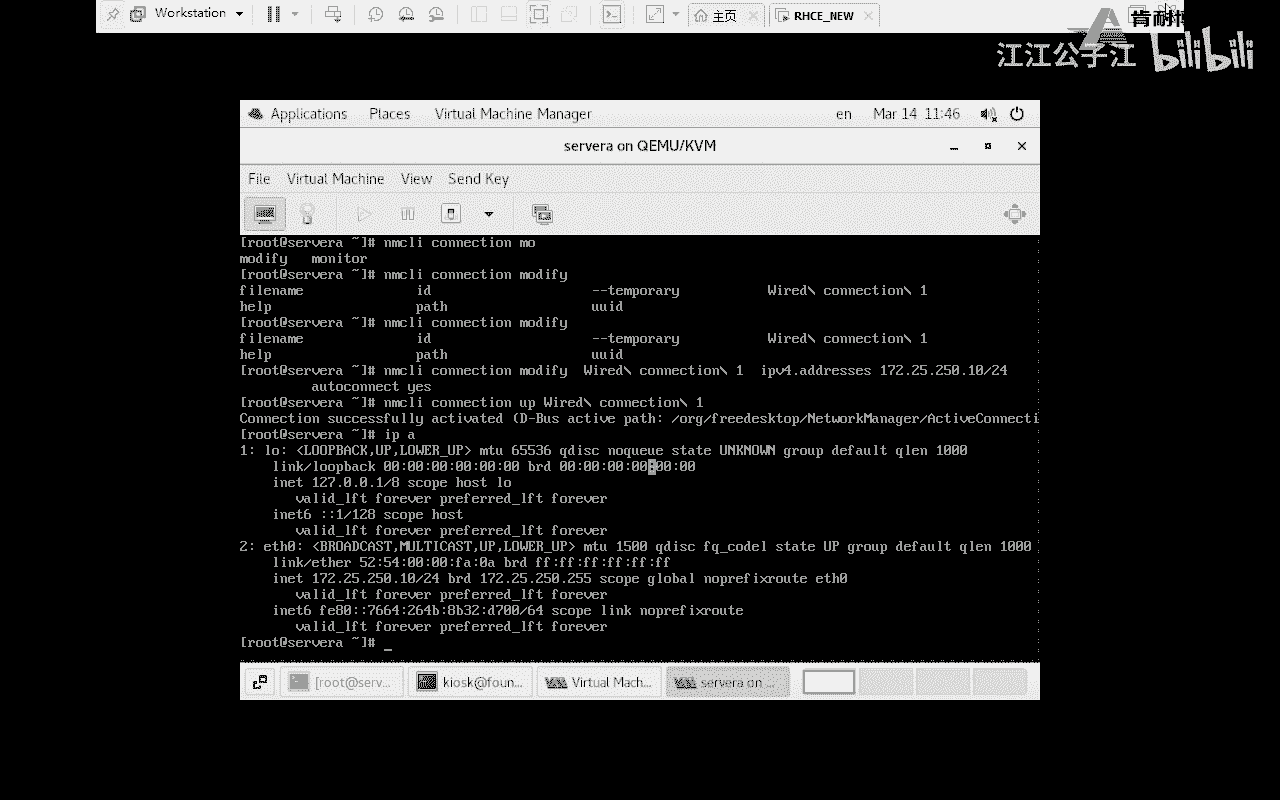 Workstation
主页
RHCE_NEW
江江公子江 bilibili
Applications Places Virtual Machine Manager en Mar 14 11:46
servera on QEMU/KVM
File Virtual Machine View Send Key
[root@servera ~]# nmcli connection mo
modify monitor
[root@servera ~]# nmcli connection modify
filename id --temporary Wired\ connection\ 1
help path uuid
[root@servera ~]# nmcli connection modify
filename id --temporary Wired\ connection\ 1
help path uuid
[root@servera ~]# nmcli connection modify Wired\ connection\ 1 ipv4.addresses 172.25.250.10/24
autoconnect yes
[root@servera ~]# nmcli connection up Wired\ connection\ 1
Connection successfully activated (D-Bus active path: /org/freedesktop/NetworkManager/ActiveConnecti
[root@servera ~]# ip a
1: lo: <LOOPBACK,UP,LOWER_UP> mtu 65536 qdisc noqueue state UNKNOWN group default qlen 1000
link/loopback 00:00:00:00:00:00 brd 00:00:00:00:00:00
inet 127.0.0.1/8 scope host lo
valid_lft forever preferred_lft forever
inet6 ::1/128 scope host
valid_lft forever preferred_lft forever
2: eth0: <BROADCAST,MULTICAST,UP,LOWER_UP> mtu 1500 qdisc fq_codel state UP group default qlen 1000
link/ether 52:54:00:00:fa:0a brd ff:ff:ff:ff:ff:ff
inet 172.25.250.10/24 brd 172.25.250.255 scope global noprefixroute eth0
valid_lft forever preferred_lft forever
inet6 fe80::7664:264b:8b32:d700/64 scope link noprefixroute
valid_lft forever preferred_lft forever
[root@servera ~]# _
[root@serv... kiosk@foun... Virtual Mach... servera on ...